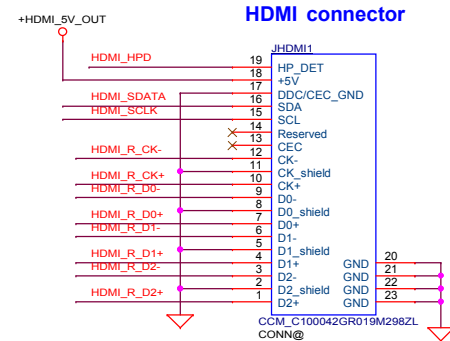 HDMI connector
+HDMI_5V_OUT
JHDMI1
HDMI_HPD 19 HP_DET
18 +5V
17 DDC/CEC_GND
HDMI_SDATA 16 SDA
HDMI_SCLK 15 SCL
14 Reserved
13 CEC
HDMI_R_CK- 12 CK-
11 CK_shield
HDMI_R_CK+ 10 CK+
HDMI_R_D0- 9 D0-
8 D0_shield
HDMI_R_D0+ 7 D0+
HDMI_R_D1- 6 D1-
5 D1_shield
HDMI_R_D1+ 4 D1+ GND 20
HDMI_R_D2- 3 D2- GND 21
2 D2_shield GND 22
HDMI_R_D2+ 1 D2+ GND 23
CCM_C100042GR019M298ZL
CONN@